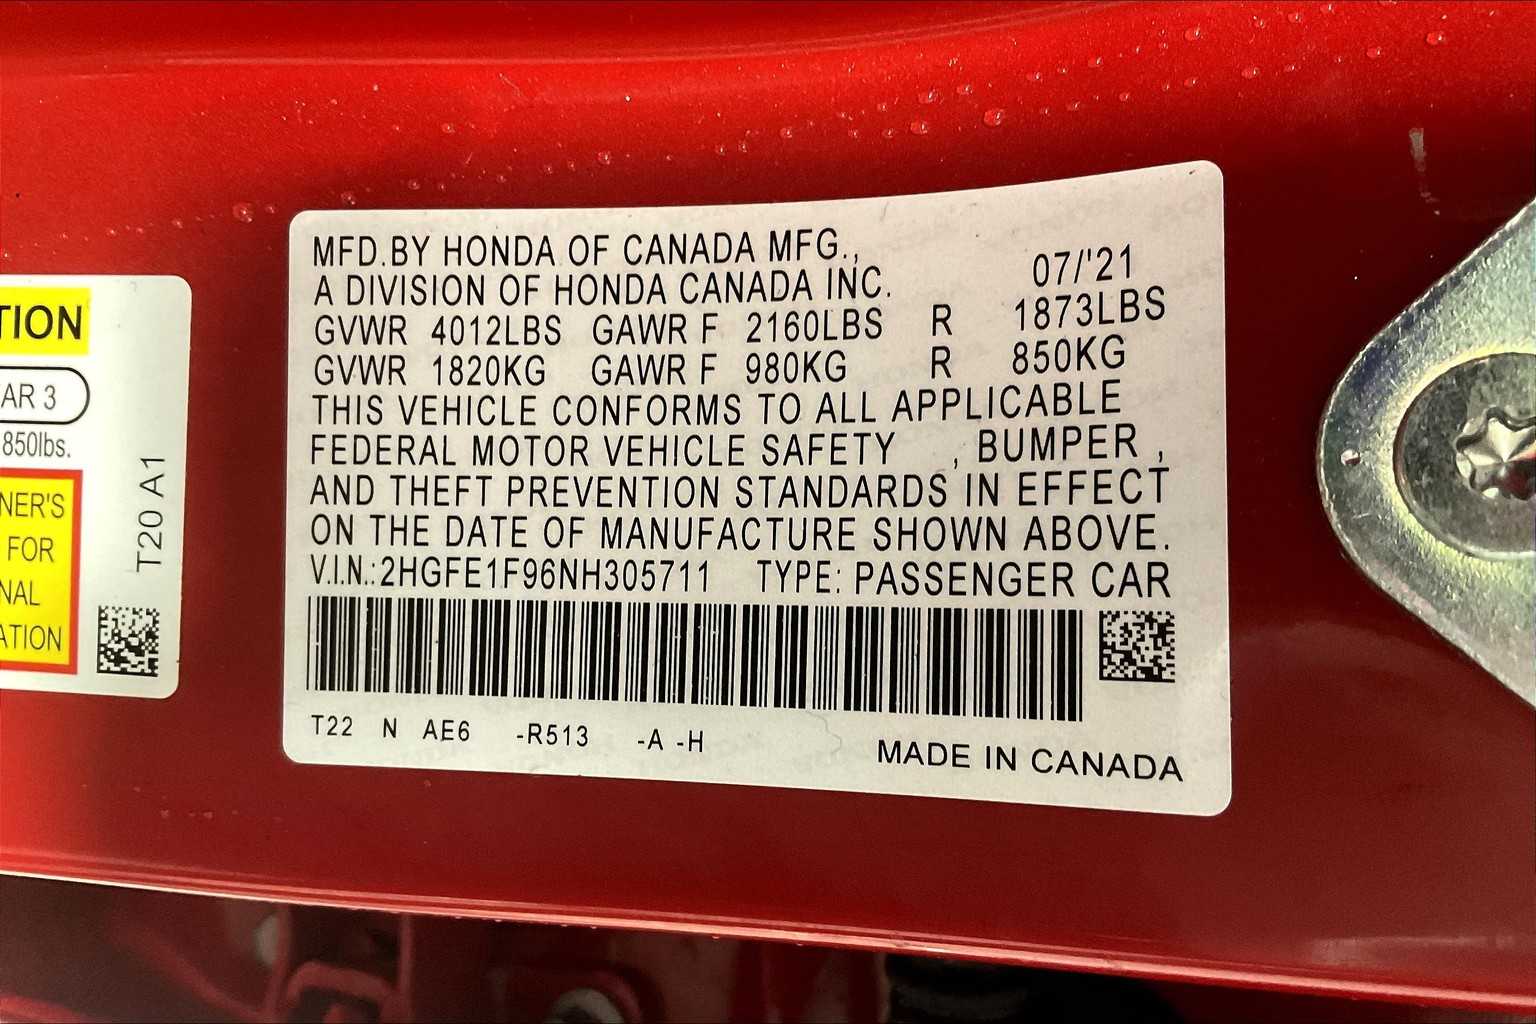 TION
AR 3
850lbs.
NER'S
FOR
NAL
ATION
T20 A1
MFD.BY HONDA OF CANADA MFG.,
A DIVISION OF HONDA CANADA INC. 07/'21
GVWR 4012LBS GAWR F 2160LBS R 1873LBS
GVWR 1820KG GAWR F 980KG R 850KG
THIS VEHICLE CONFORMS TO ALL APPLICABLE
FEDERAL MOTOR VEHICLE SAFETY , BUMPER ,
AND THEFT PREVENTION STANDARDS IN EFFECT
ON THE DATE OF MANUFACTURE SHOWN ABOVE.
V.I.N.:2HGFE1F96NH305711 TYPE: PASSENGER CAR
T22 N AE6 -R513 -A -H
MADE IN CANADA